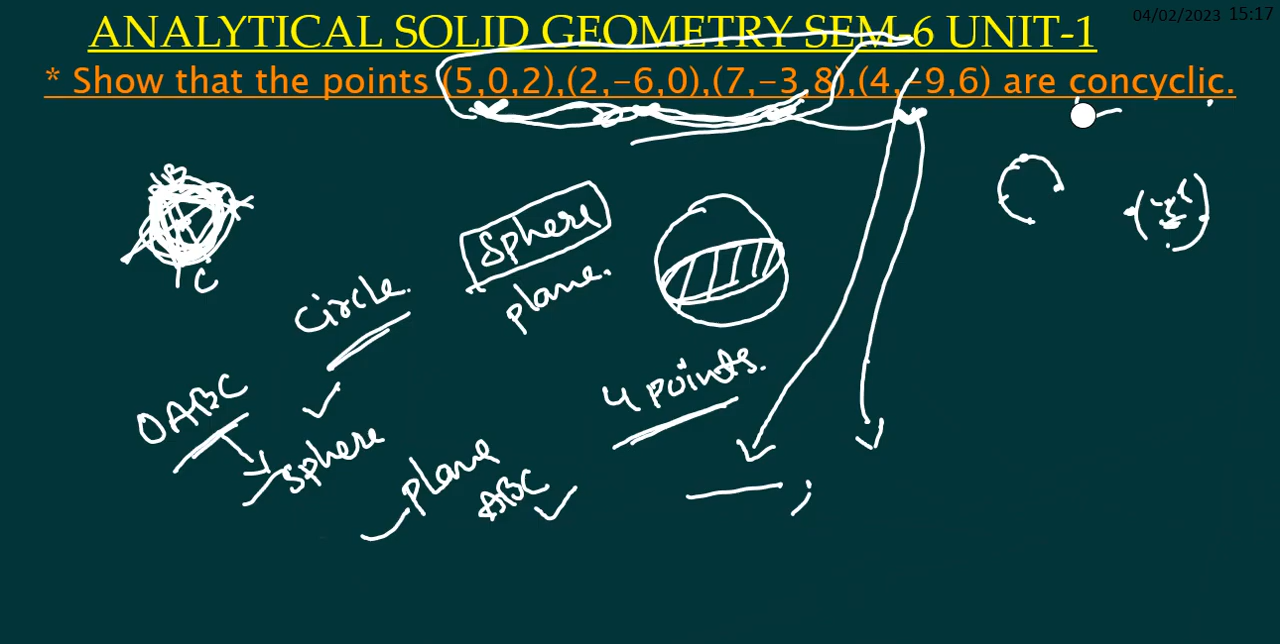 04/02/2023 15:17
ANALYTICAL SOLID GEOMETRY SEM-6 UNIT-1
* Show that the points (5,0,2),(2,-6,0),(7,-3,8),(4,-9,6) are concyclic.
B
C
Sphere
plane.
Circle.
4 points.
OABC
Sphere
plane
ABC